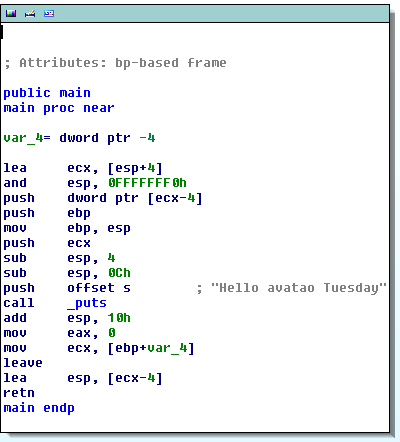 ; Attributes: bp-based frame
public main
main proc near
var_4= dword ptr -4
lea ecx, [esp+4]
and esp, 0FFFFFFF0h
push dword ptr [ecx-4]
push ebp
mov ebp, esp
push ecx
sub esp, 4
sub esp, 0Ch
push offset s ; "Hello avatao Tuesday"
call _puts
add esp, 10h
mov eax, 0
mov ecx, [ebp+var_4]
leave
lea esp, [ecx-4]
retn
main endp